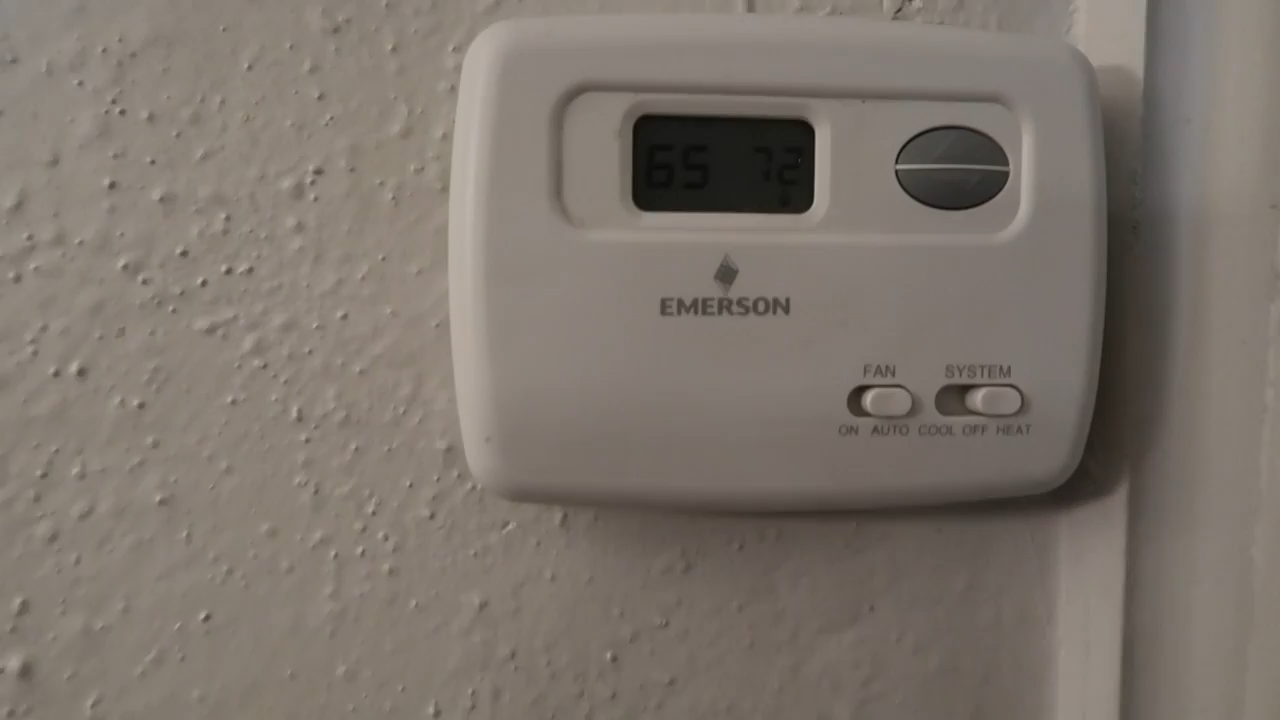 65 72
EMERSON
FAN SYSTEM
ON AUTO COOL OFF HEAT